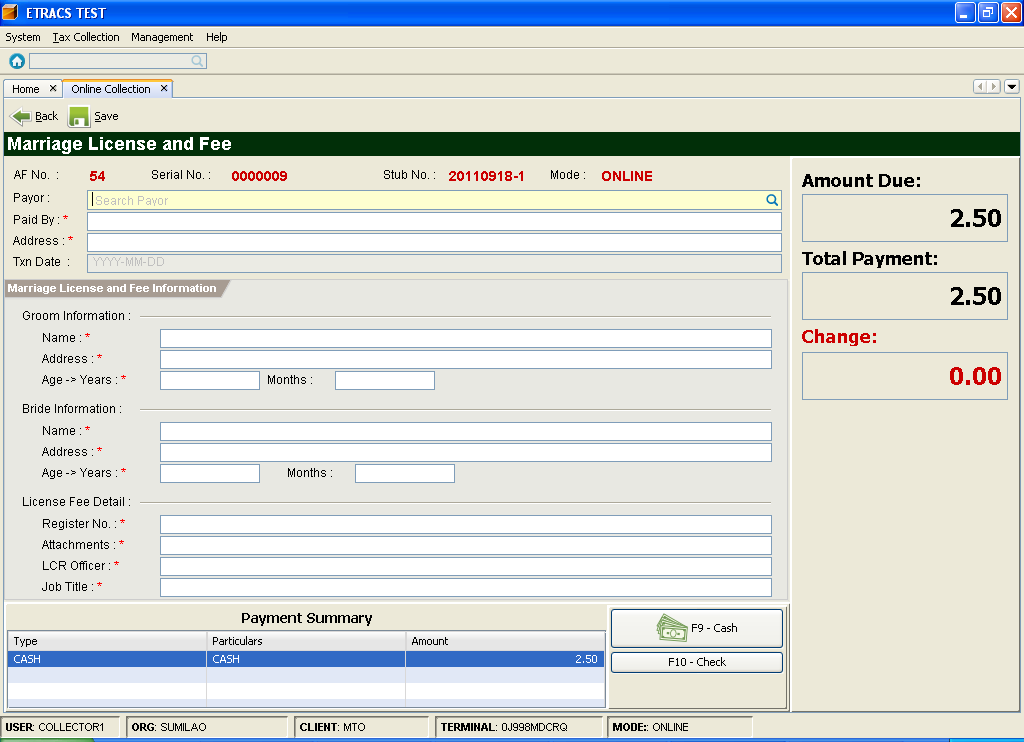 ETRACS TEST
System Tax Collection Management Help
Home Online Collection
Back Save
Marriage License and Fee
AF No. : 54 Serial No. : 0000009 Stub No. : 20110918-1 Mode : ONLINE
Payor : Search Payor
Paid By : *
Address : *
Txn Date : YYYY-MM-DD
Amount Due:
2.50
Total Payment:
2.50
Change:
0.00
Marriage License and Fee Information
Groom Information :
Name : *
Address : *
Age -> Years : * Months :
Bride Information :
Name : *
Address : *
Age -> Years : * Months :
License Fee Detail :
Register No. : *
Attachments : *
LCR Officer : *
Job Title : *
Payment Summary
Type Particulars Amount
CASH CASH 2.50
F9 - Cash
F10 - Check
USER: COLLECTOR1 ORG: SUMILAO CLIENT: MTO TERMINAL: 0J998MDCRQ MODE: ONLINE